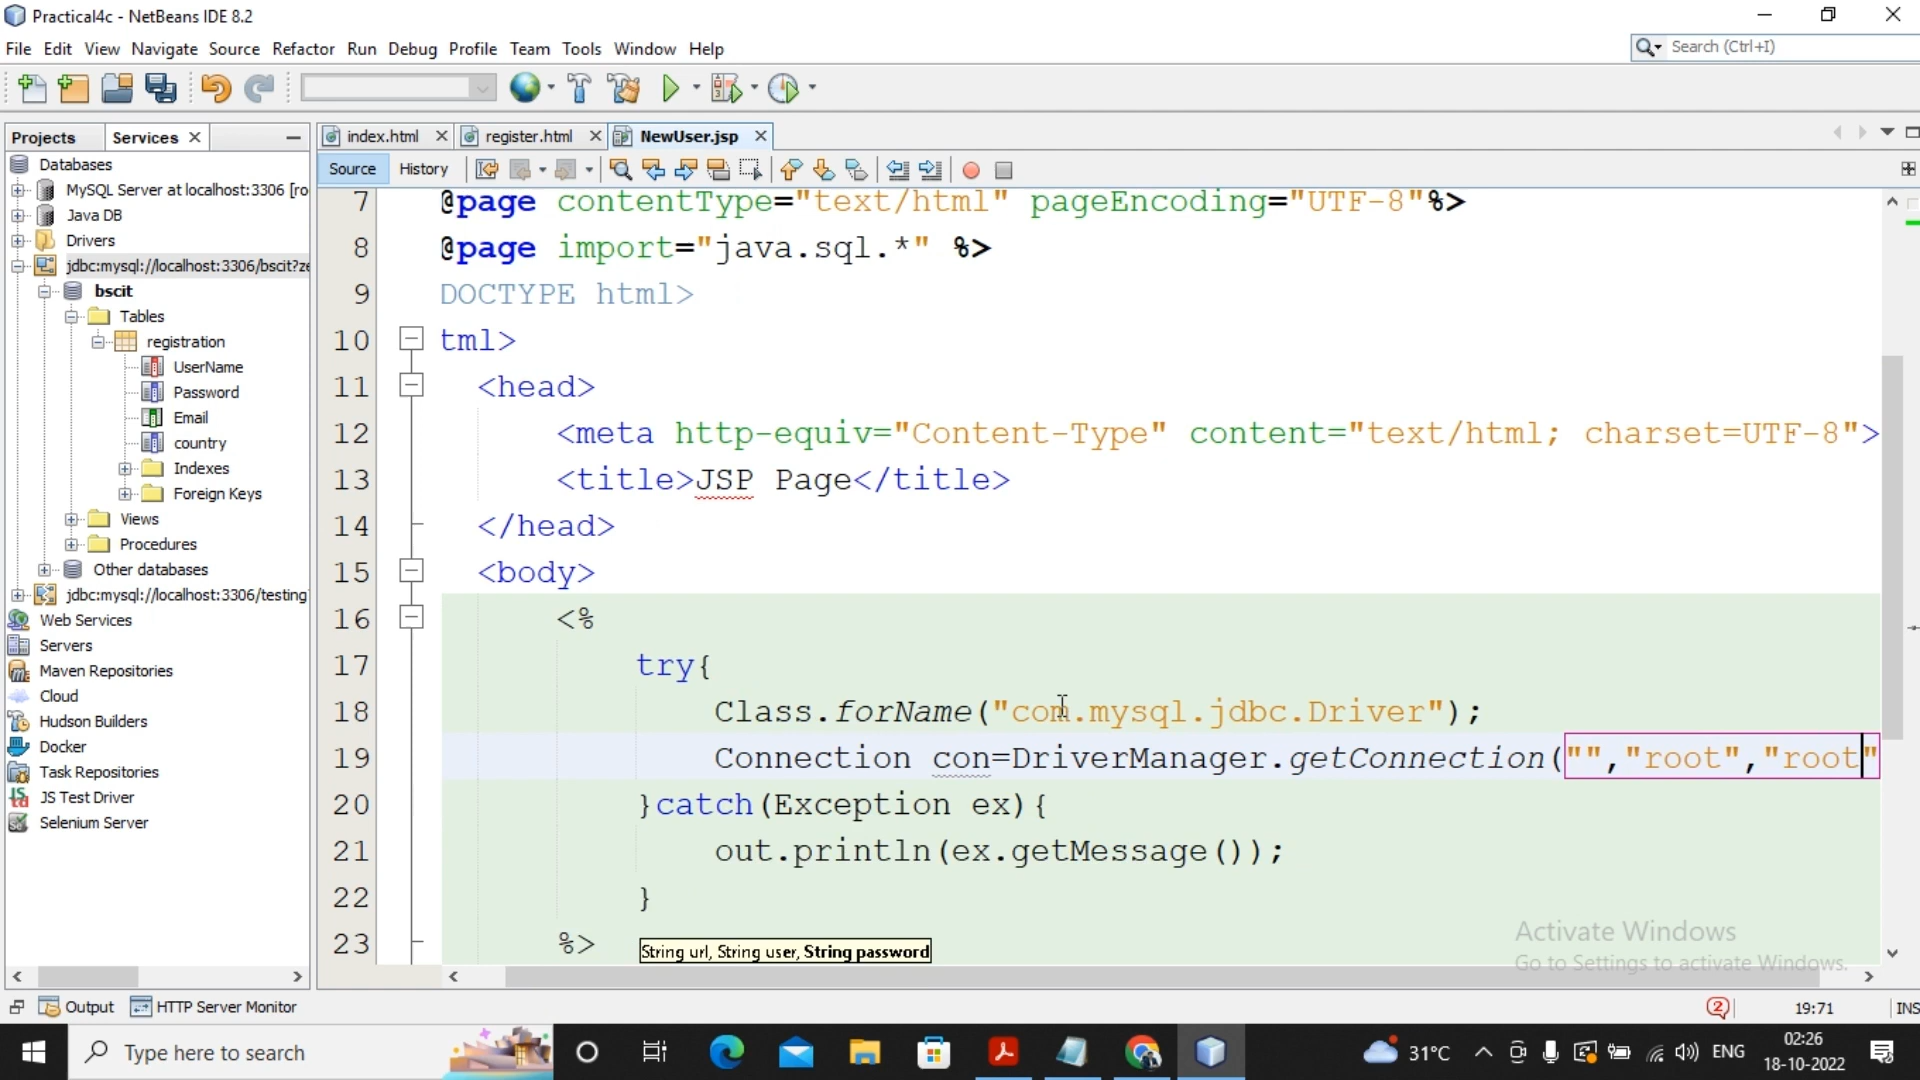 Practical4c - NetBeans IDE 8.2
File Edit View Navigate Source Refactor Run Debug Profile Team Tools Window Help
Search (Ctrl+I)
Projects Services
index.html register.html NewUser.jsp
Source History
Databases
MySQL Server at localhost:3306 [ro
Java DB
Drivers
jdbc:mysql://localhost:3306/bscit?ze
bscit
Tables
registration
UserName
Password
Email
country
Indexes
Foreign Keys
Views
Procedures
Other databases
jdbc:mysql://localhost:3306/testing
Web Services
Servers
Maven Repositories
Cloud
Hudson Builders
Docker
Task Repositories
JS Test Driver
Selenium Server
7 @page contentType="text/html" pageEncoding="UTF-8"%>
8 @page import="java.sql.*" %>
9 DOCTYPE html>
10 tml>
11 <head>
12 <meta http-equiv="Content-Type" content="text/html; charset=UTF-8">
13 <title>JSP Page</title>
14 </head>
15 <body>
16 <%
17 try{
18 Class.forName("com.mysql.jdbc.Driver");
19 Connection con=DriverManager.getConnection("","root","root"
20 }catch(Exception ex){
21 out.println(ex.getMessage());
22 }
23 %>
String url, String user, String password
Activate Windows
Go to Settings to activate Windows.
Output HTTP Server Monitor
2
19:71
INS
Type here to search
31°C
ENG
02:26
18-10-2022